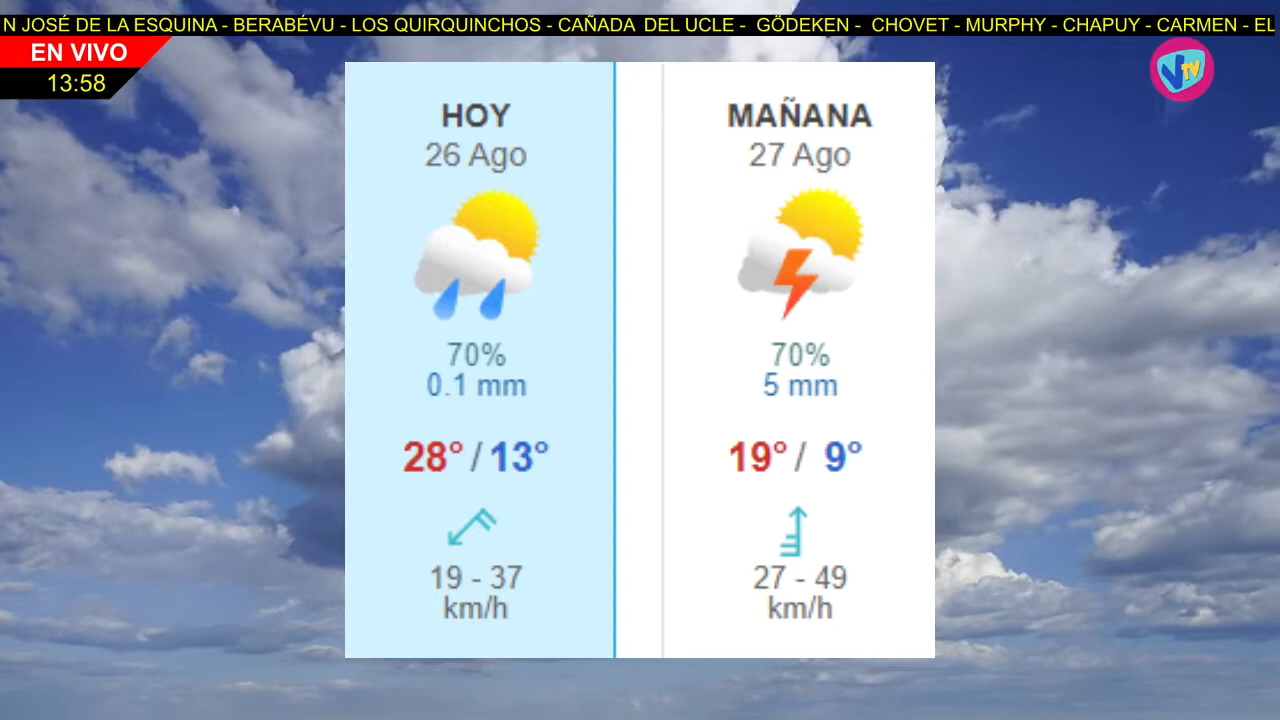 N JOSÉ DE LA ESQUINA - BERABÉVU - LOS QUIRQUINCHOS - CAÑADA  DEL UCLE -  GÖDEKEN -  CHOVET - MURPHY - CHAPUY - CARMEN - EL
EN VIVO
13:58
VTV
HOY
26 Ago
70%
0.1 mm
28° / 13°
19 - 37
km/h
MAÑANA
27 Ago
70%
5 mm
19° / 9°
27 - 49
km/h